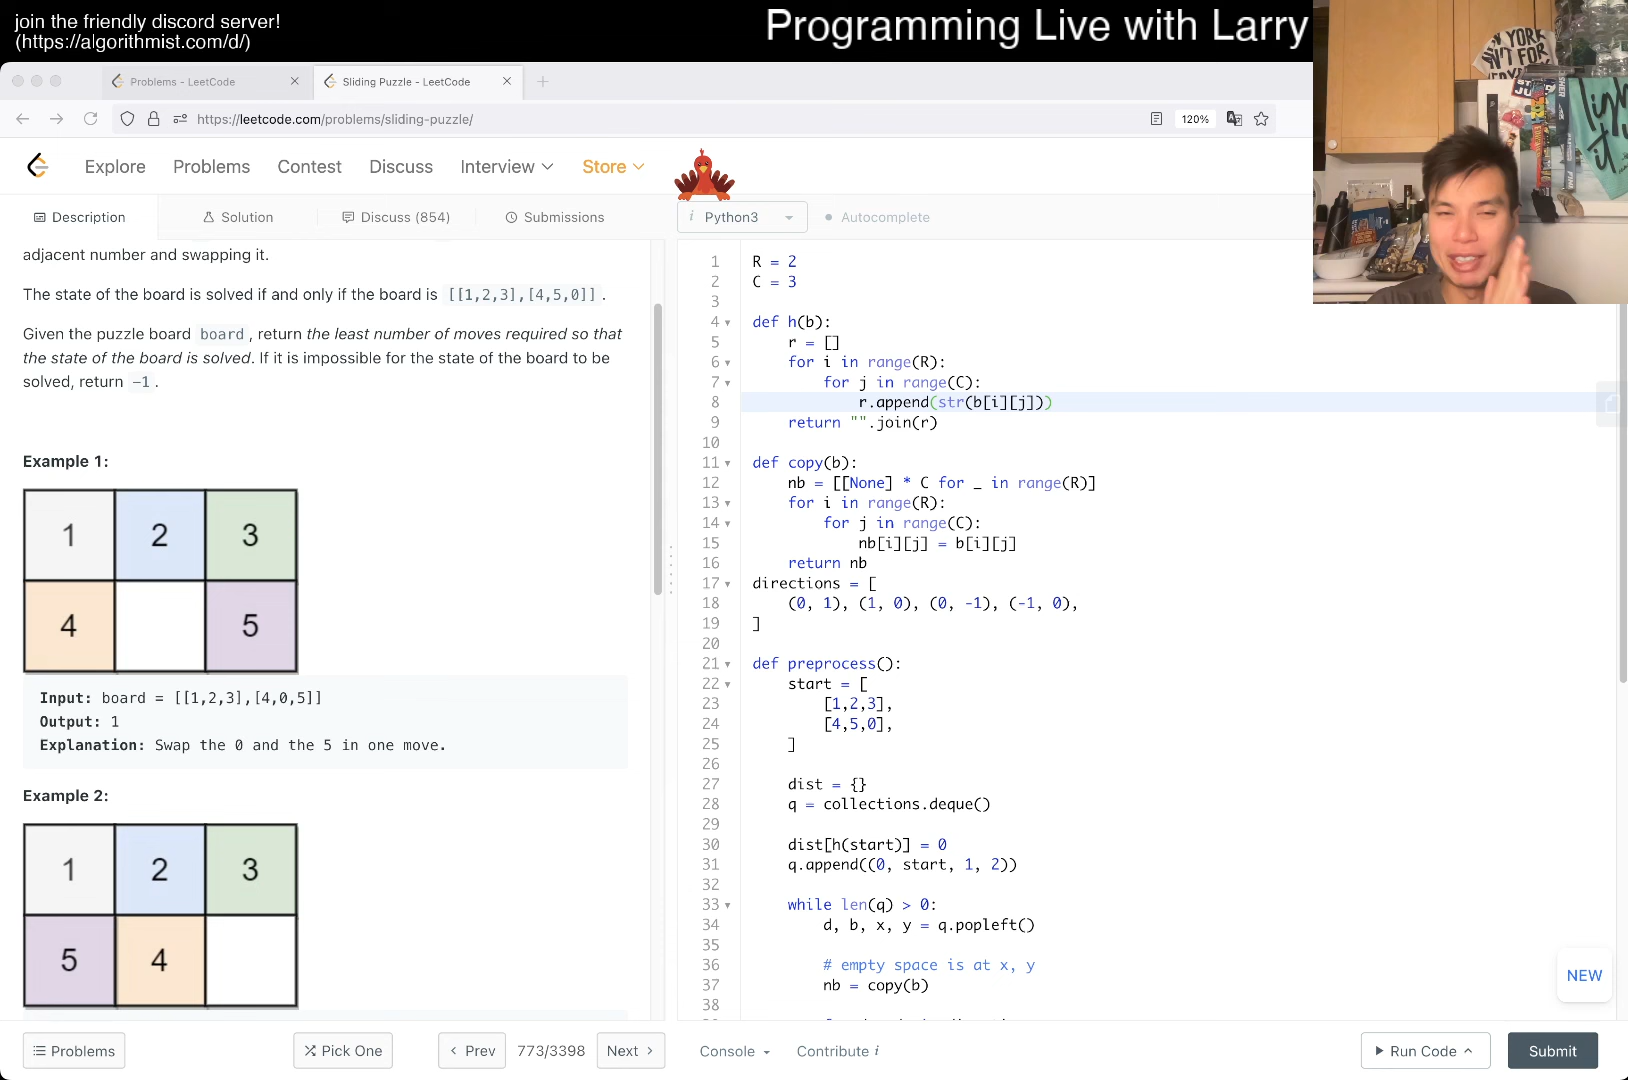 join the friendly discord server!
(https://algorithmist.com/d/)
Programming Live with Larry
Problems - LeetCode
Sliding Puzzle - LeetCode
https://leetcode.com/problems/sliding-puzzle/
120%
Explore
Problems
Contest
Discuss
Interview
Store
Description
Solution
Discuss (854)
Submissions
i Python3
Autocomplete
adjacent number and swapping it.
The state of the board is solved if and only if the board is [[1,2,3],[4,5,0]] .
Given the puzzle board board , return the least number of moves required so that
the state of the board is solved. If it is impossible for the state of the board to be
solved, return -1 .
Example 1:
1 2 3
4 5
Input: board = [[1,2,3],[4,0,5]]
Output: 1
Explanation: Swap the 0 and the 5 in one move.
Example 2:
1 2 3
5 4
1 R = 2
2 C = 3
3
4 def h(b):
5 r = []
6 for i in range(R):
7 for j in range(C):
8 r.append(str(b[i][j]))
9 return "".join(r)
10
11 def copy(b):
12 nb = [[None] * C for _ in range(R)]
13 for i in range(R):
14 for j in range(C):
15 nb[i][j] = b[i][j]
16 return nb
17 directions = [
18 (0, 1), (1, 0), (0, -1), (-1, 0),
19 ]
20
21 def preprocess():
22 start = [
23 [1,2,3],
24 [4,5,0],
25 ]
26
27 dist = {}
28 q = collections.deque()
29
30 dist[h(start)] = 0
31 q.append((0, start, 1, 2))
32
33 while len(q) > 0:
34 d, b, x, y = q.popleft()
35
36 # empty space is at x, y
37 nb = copy(b)
38
NEW
Problems
Pick One
Prev
773/3398
Next
Console
Contribute i
Run Code
Submit